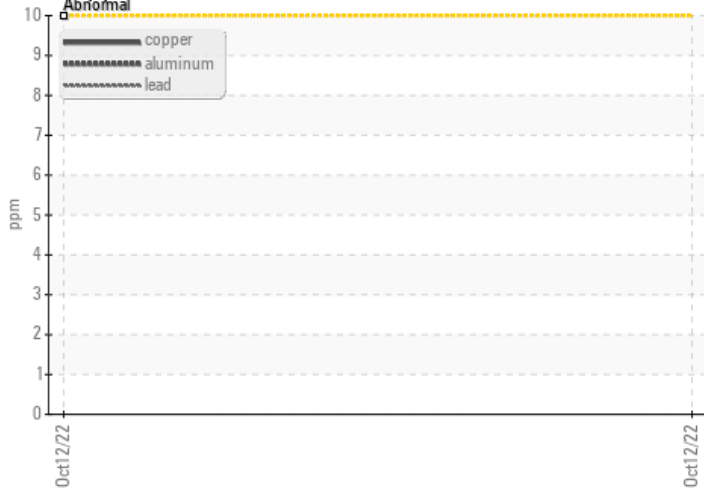 Abnormal
10
copper
9
aluminum
lead
8
7
6
ppm
5
4
3
2
1
0
Oct12/22
Oct12/22